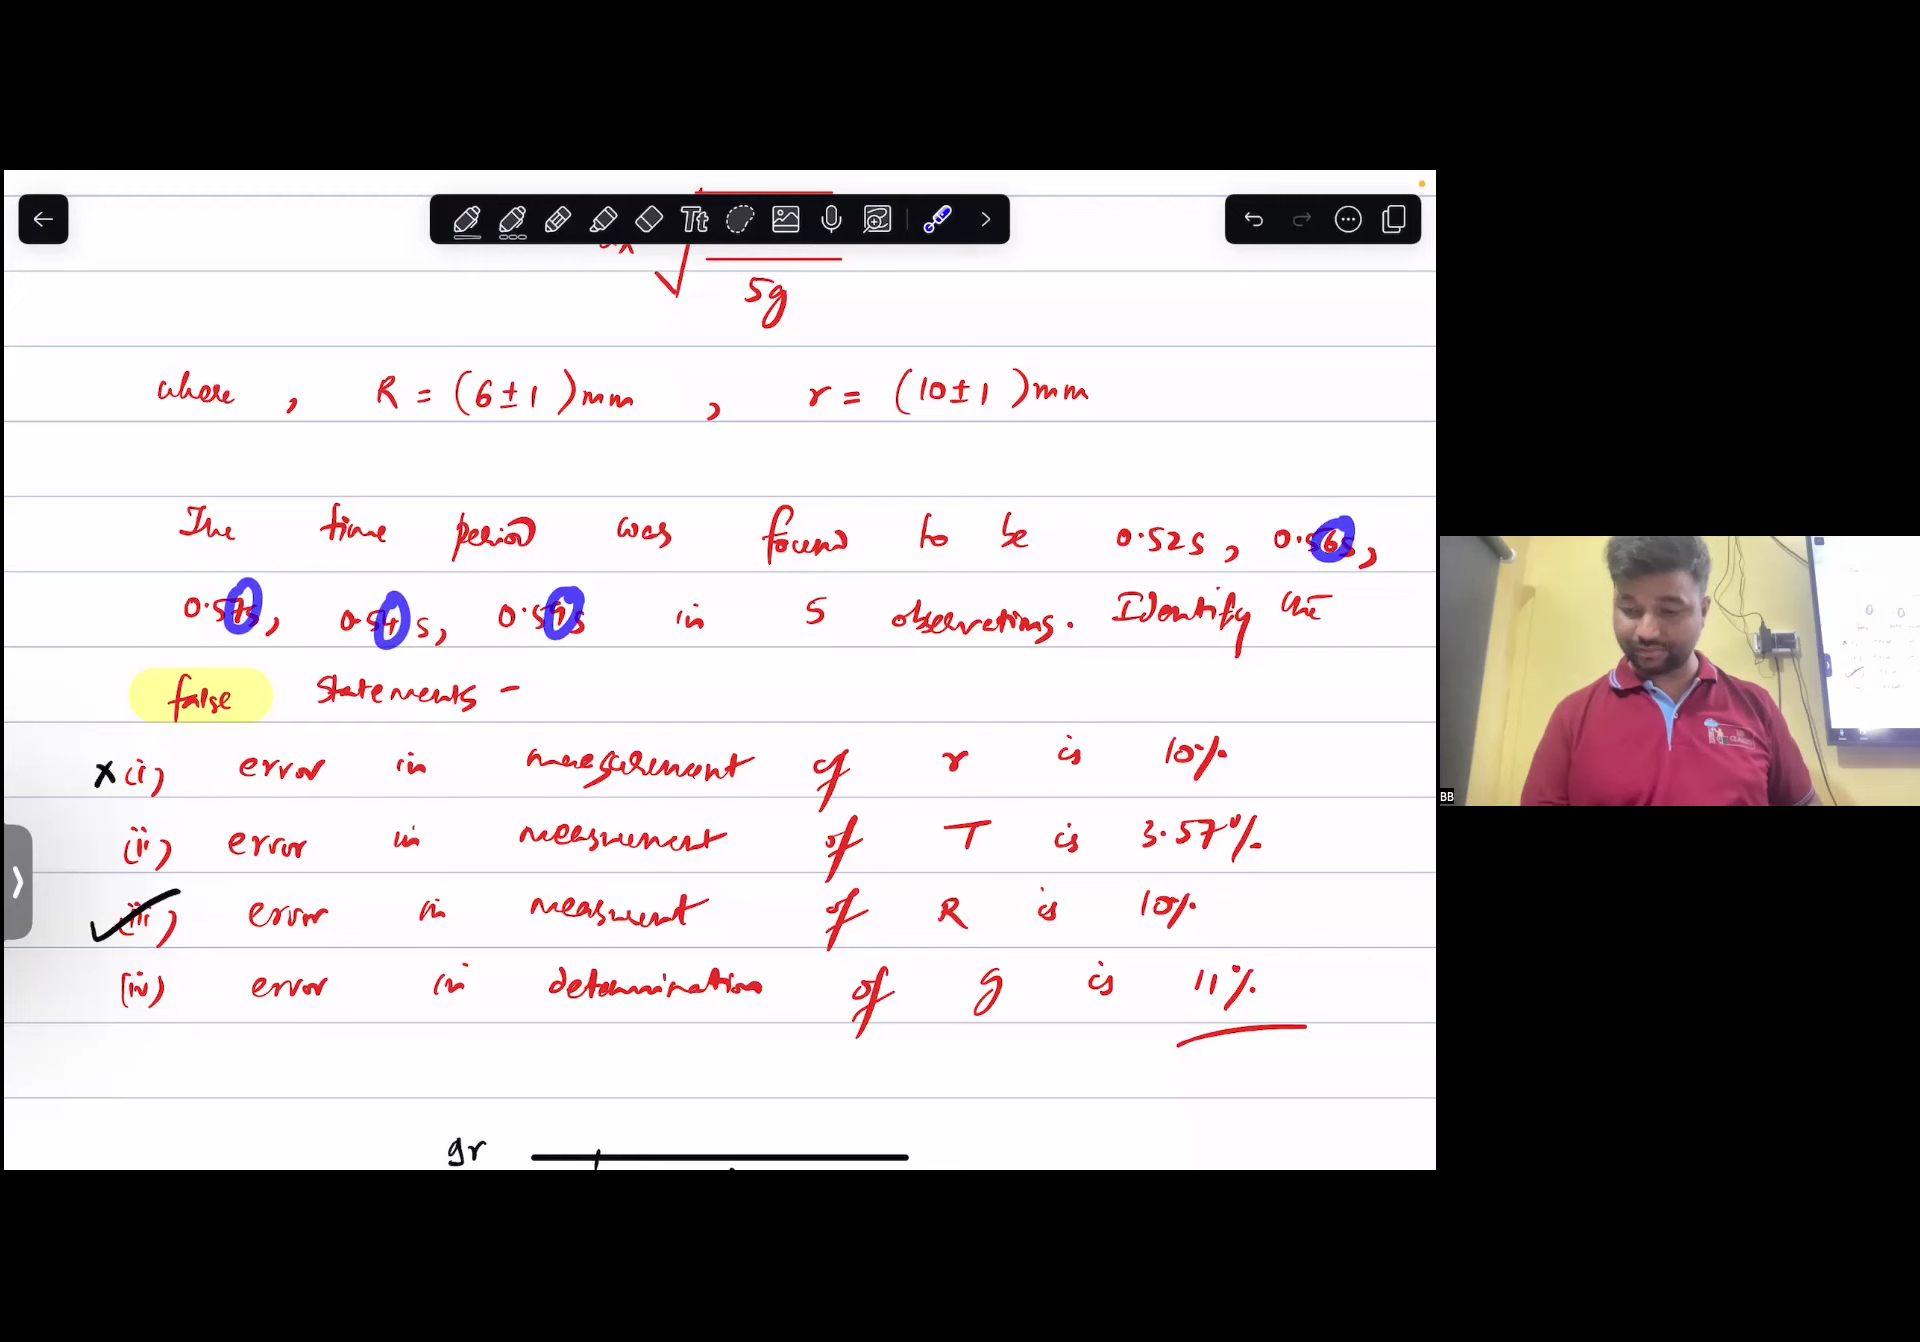 Tt
5g
where , R = (6 ± 1) mm , r = (10 ± 1) mm
The time period was found to be 0.52s, 0.56s,
0.57s, 0.54s, 0.59s in 5 observations. Identify the
false statements -
x (i) error in measurement of r is 10%
(ii) error in measurement of T is 3.57%
(iii) error in measurent of R is 10%
(iv) error in determination of g is 11%
gr
BB